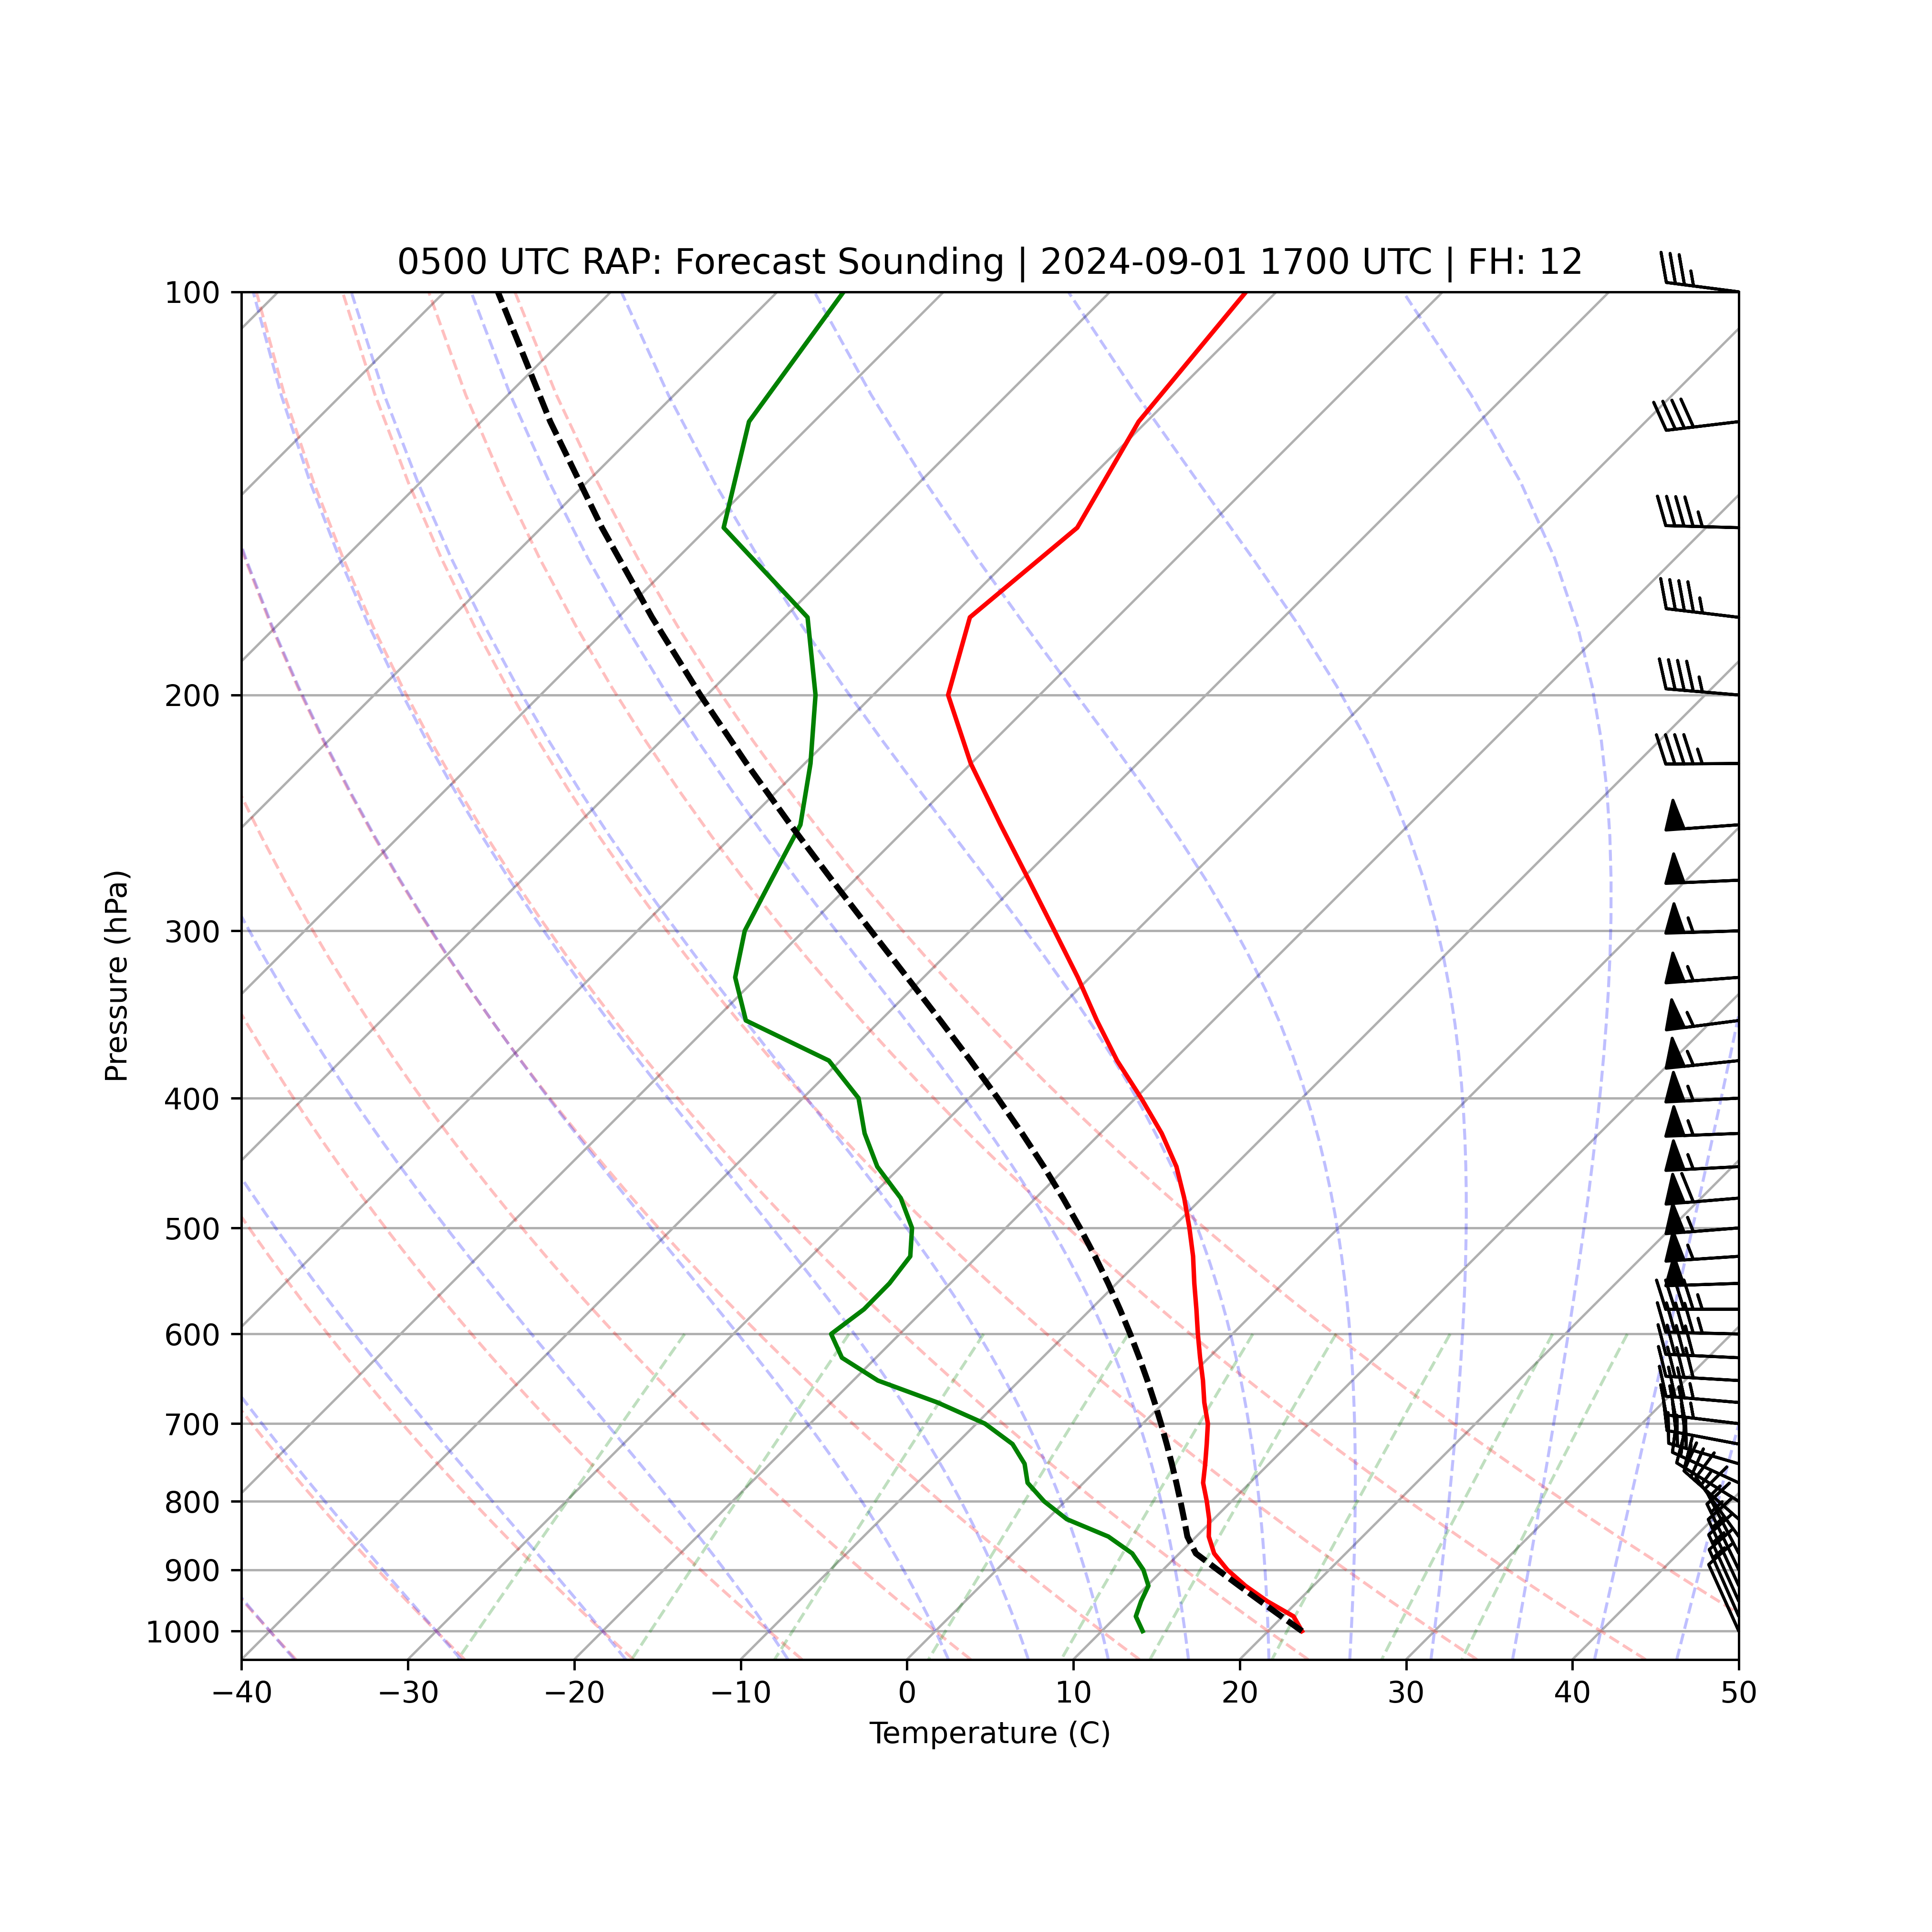 0500 UTC RAP: Forecast Sounding | 2024-09-01 1700 UTC | FH: 12
100
200
300
400
500
600
700
800
900
1000
Pressure (hPa)
−40 −30 −20 −10 0 10 20 30 40 50
Temperature (C)